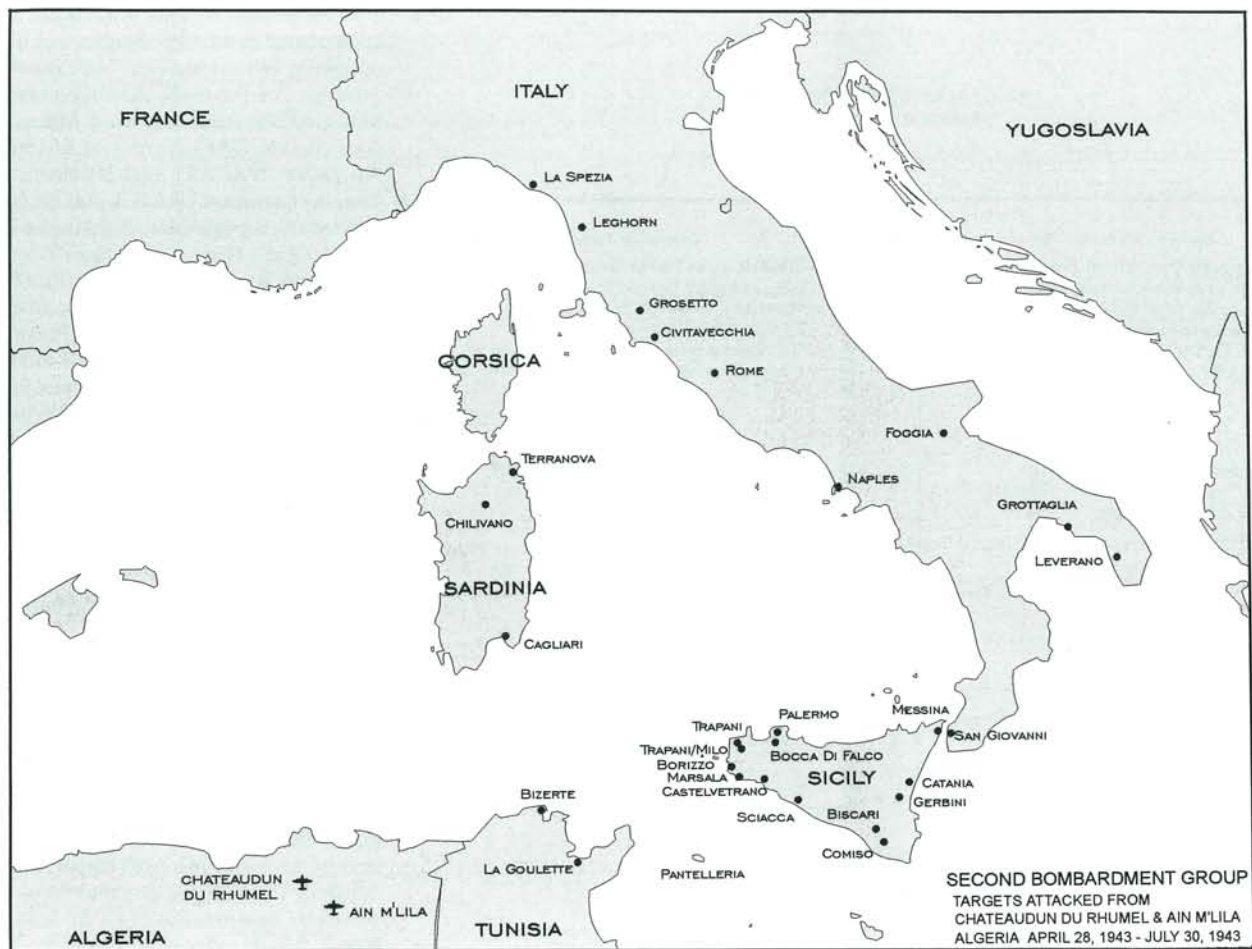 FRANCE
ITALY
YUGOSLAVIA
LA SPEZIA
LEGHORN
GROSETTO
CIVITAVECCHIA
CORSICA
ROME
FOGGIA
TERRANOVA
NAPLES
CHILIVANO
GROTTAGLIA
LEVERANO
SARDINIA
CAGLIARI
MESSINA
PALERMO
TRAPANI
SAN GIOVANNI
TRAPANI/MILO
BOCCA DI FALCO
BORIZZO
SICILY
MARSALA
CATANIA
CASTELVETRANO
GERBINI
BIZERTE
SCIACCA
BISCARI
COMISO
LA GOULETTE
PANTELLERIA
CHATEAUDUN
DU RHUMEL
AIN M'LILA
ALGERIA
TUNISIA
SECOND BOMBARDMENT GROUP
TARGETS ATTACKED FROM
CHATEAUDUN DU RHUMEL & AIN M'LILA
ALGERIA APRIL 28, 1943 - JULY 30, 1943